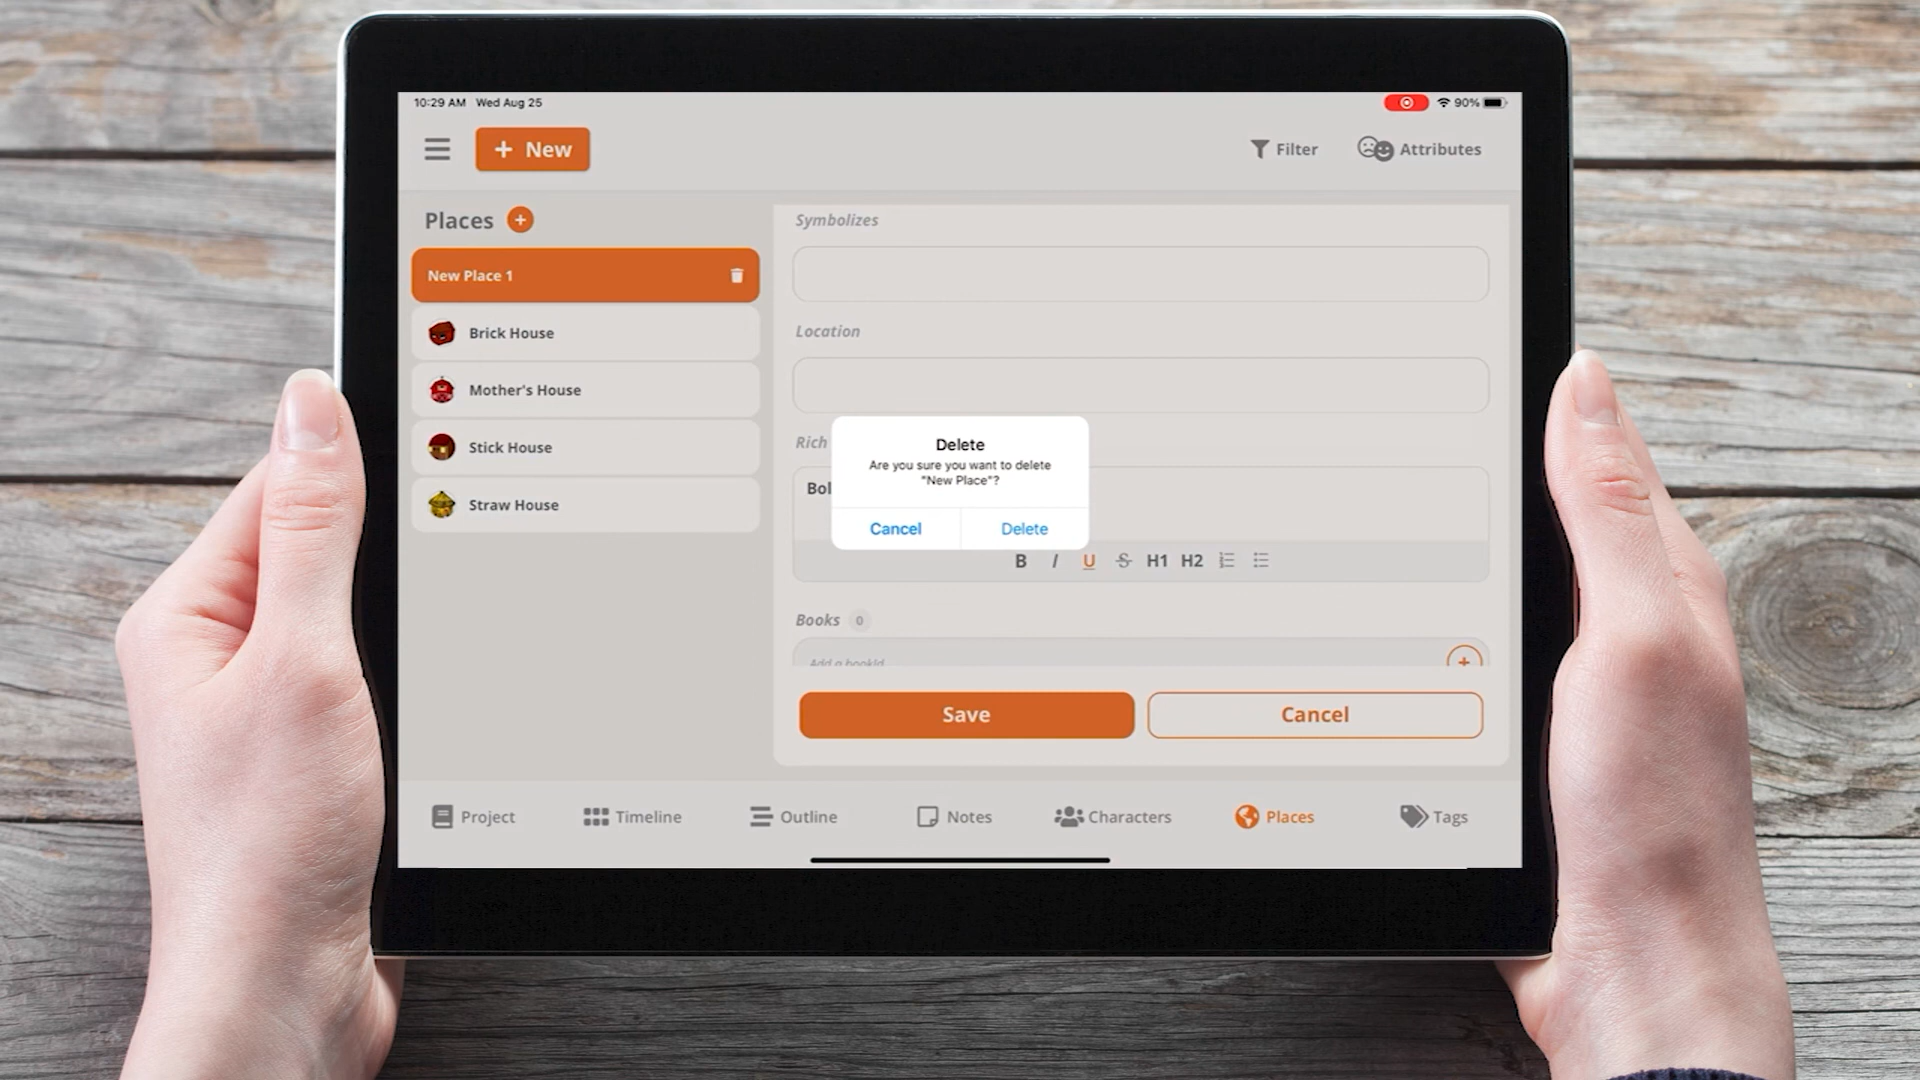 10:29 AM Wed Aug 25
90%
+ New
Filter
Attributes
Places
New Place 1
Brick House
Mother's House
Stick House
Straw House
Symbolizes
Location
Rich
Bol
Delete
Are you sure you want to delete
"New Place"?
Cancel
Delete
B I U S H1 H2
Books 0
Add a bookId
Save
Cancel
Project
Timeline
Outline
Notes
Characters
Places
Tags